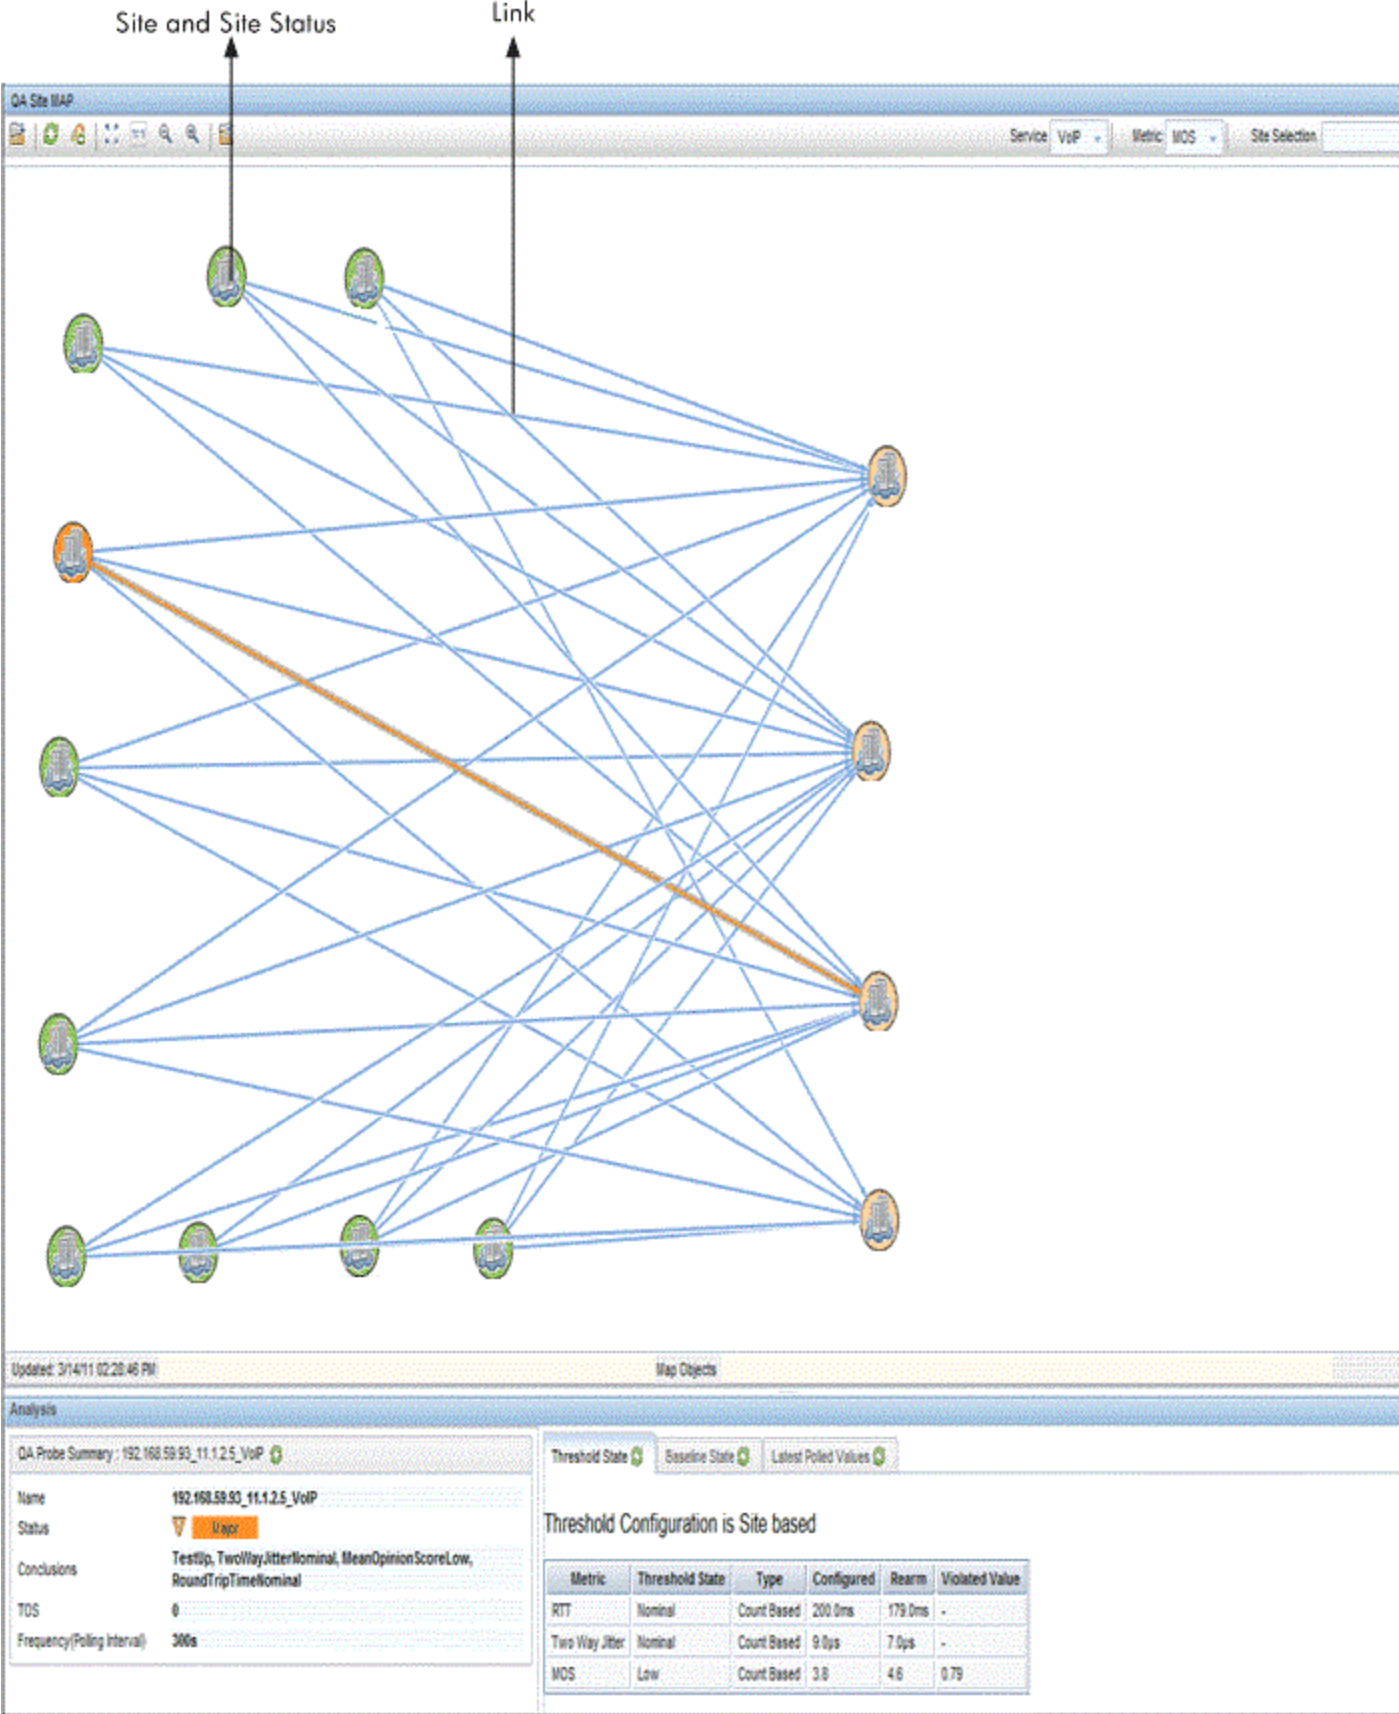 Site and Site Status
Link
QA Site MAP
Service VoIP Metric MOS Site Selection
Updated: 3/14/11 02:28:46 PM
Map Objects
Analysis
QA Probe Summary : 192.168.59.93_11.1.2.5_VoIP
Name 192.168.59.93_11.1.2.5_VoIP
Status Major
Conclusions TestUp, TwoWayJitterNominal, MeanOpinionScoreLow,
RoundTripTimeNominal
TOS 0
Frequency(Polling Interval) 300s
Threshold State Baseline State Latest Polled Values
Threshold Configuration is Site based
Metric Threshold State Type Configured Rearm Violated Value
RTT Nominal Count Based 200.0ms 179.0ms -
Two Way Jitter Nominal Count Based 9.0µs 7.0µs -
MOS Low Count Based 3.8 4.6 0.79